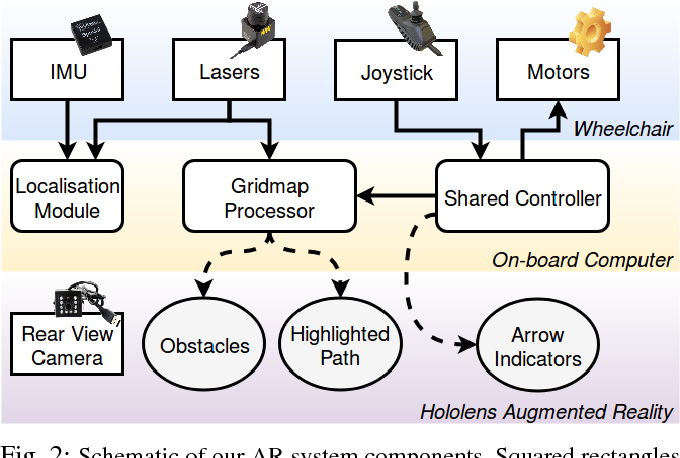 IMU
Lasers
Joystick
Motors
Wheelchair
Localisation
Module
Gridmap
Processor
Shared Controller
On-board Computer
Rear View
Camera
Obstacles
Highlighted
Path
Arrow
Indicators
Hololens Augmented Reality
Fig. 2: Schematic of our AR system components. Squared rectangles